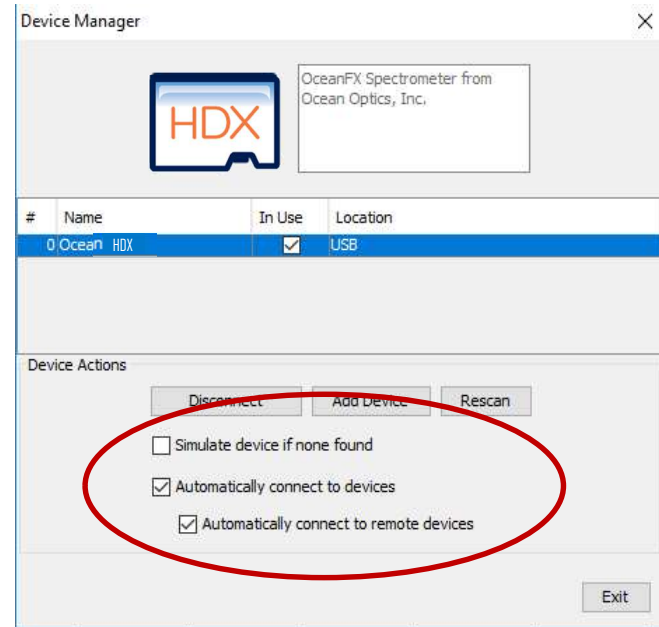 Device Manager
HDX
OceanFX Spectrometer from
Ocean Optics, Inc.
# Name In Use Location
0 Ocean HDX USB
Device Actions
Disconnect Add Device Rescan
Simulate device if none found
Automatically connect to devices
Automatically connect to remote devices
Exit